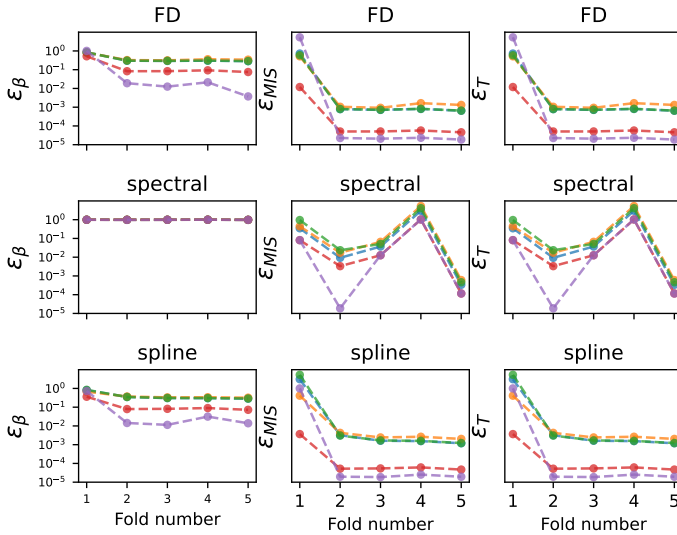 FD FD FD
ε_β ε_MIS ε_T
10^0
10^-1
10^-2
10^-3
10^-4
10^-5
spectral spectral spectral
ε_β ε_MIS ε_T
10^0
10^-1
10^-2
10^-3
10^-4
10^-5
spline spline spline
ε_β ε_MIS ε_T
10^0
10^-1
10^-2
10^-3
10^-4
10^-5
1 2 3 4 5 1 2 3 4 5 1 2 3 4 5
Fold number Fold number Fold number